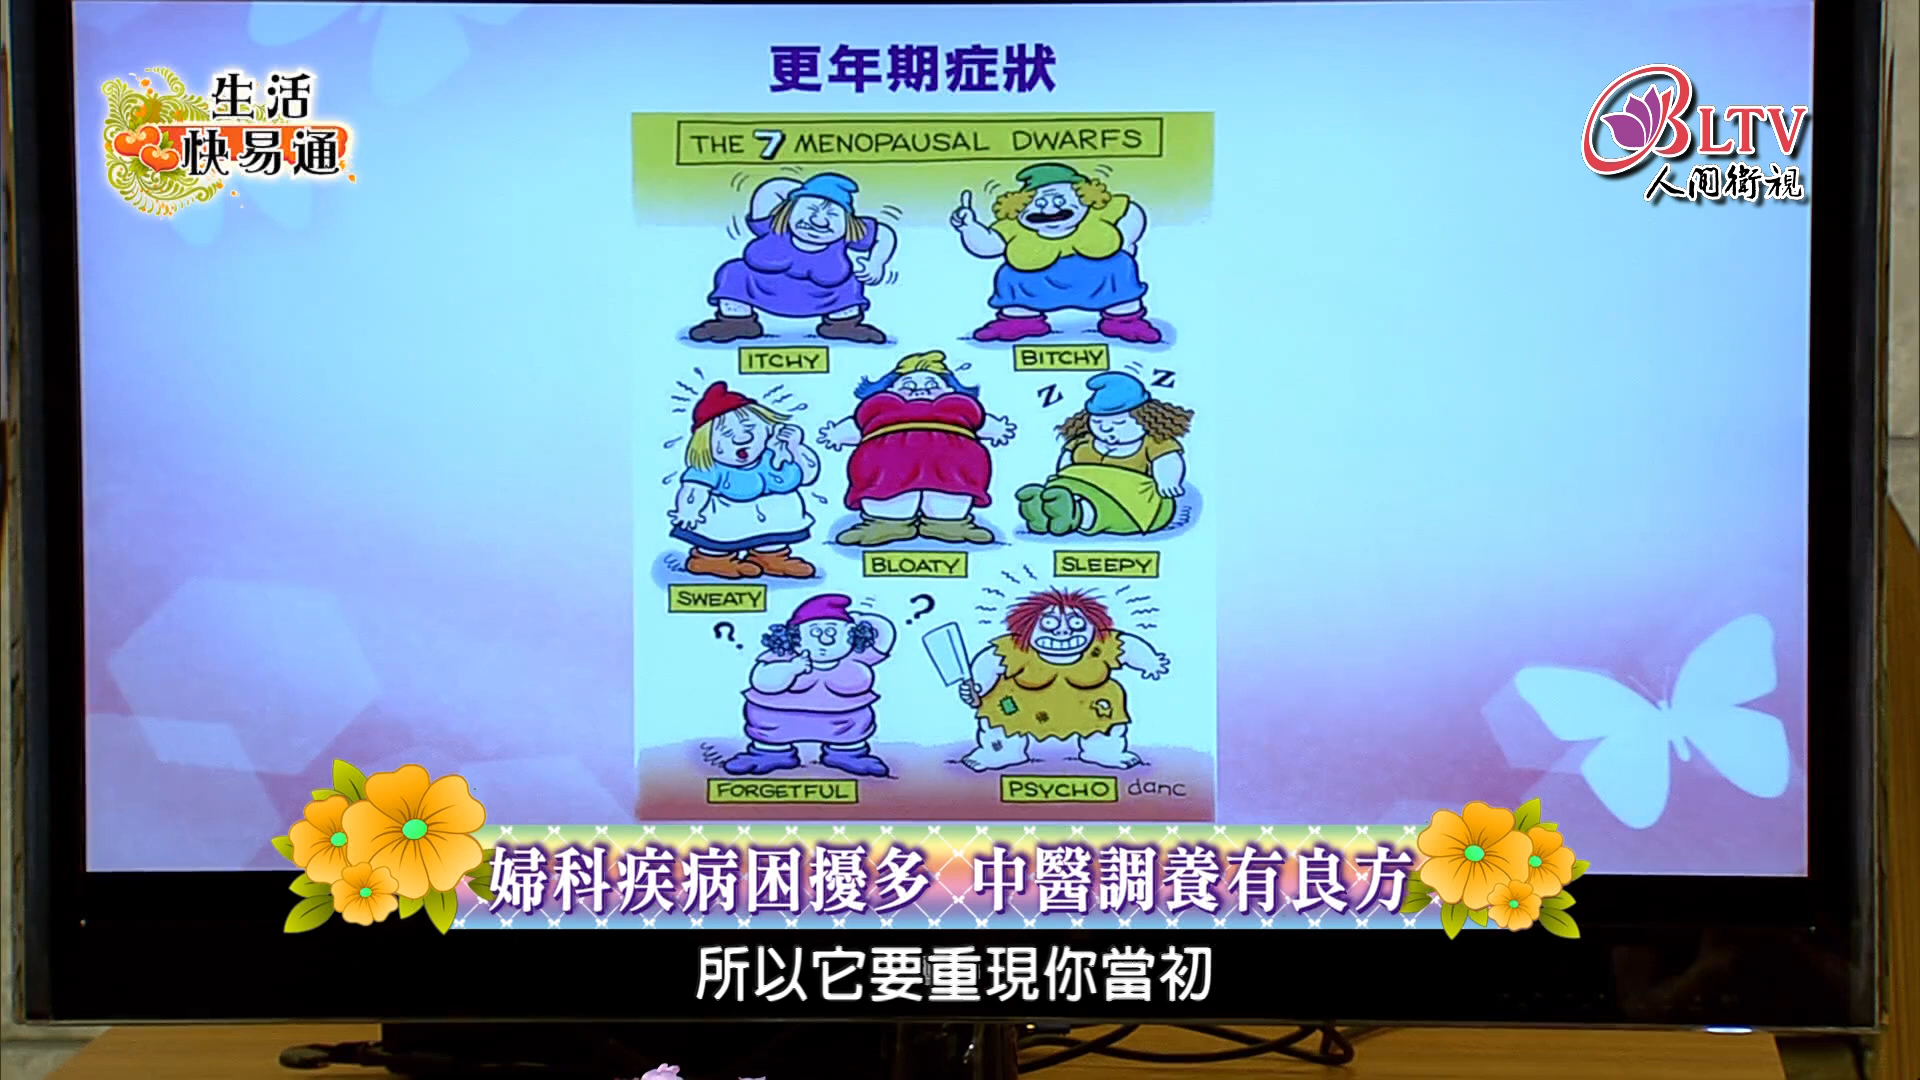 更年期症狀
生活
快易通
BLTV
人間衛視
THE 7 MENOPAUSAL DWARFS
ITCHY
BITCHY
Z Z
BLOATY
SLEEPY
SWEATY
? ?
FORGETFUL
PSYCHO
danc
婦科疾病困擾多 中醫調養有良方
所以它要重現你當初